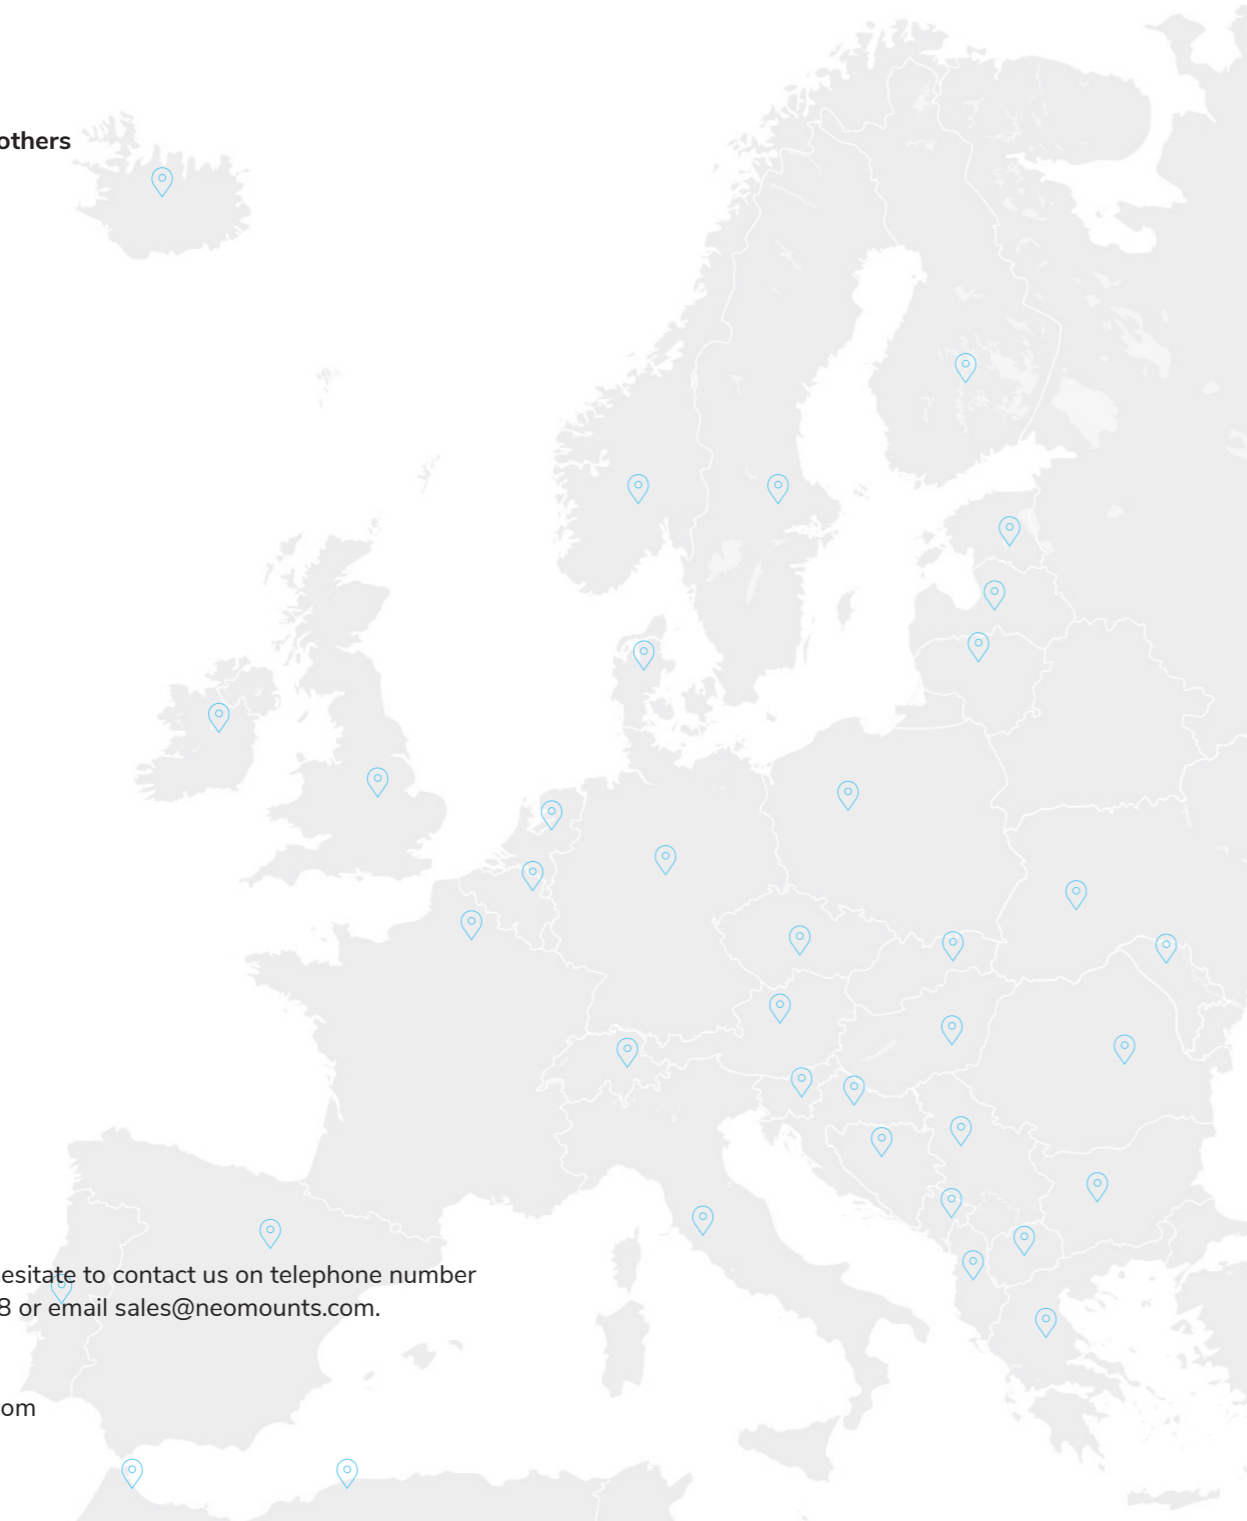 others
esitate to contact us on telephone number
8 or email sales@neomounts.com.
om